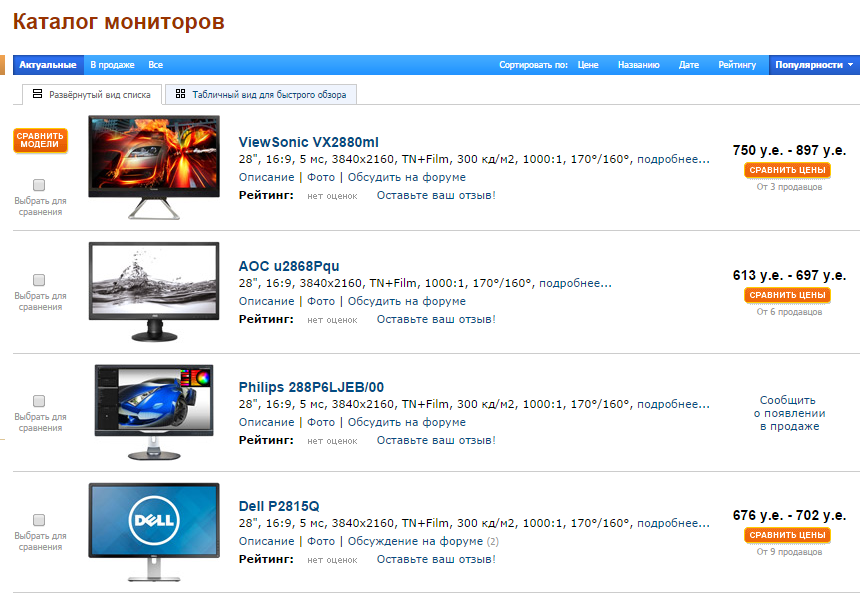 Каталог мониторов
Актуальные В продаже Все Сортировать по: Цене Названию Дате Рейтингу Популярности
Развёрнутый вид списка Табличный вид для быстрого обзора
СРАВНИТЬ МОДЕЛИ
Выбрать для сравнения
ViewSonic VX2880ml
28", 16:9, 5 мс, 3840x2160, TN+Film, 300 кд/м2, 1000:1, 170°/160°, подробнее...
Описание | Фото | Обсудить на форуме
Рейтинг: нет оценок Оставьте ваш отзыв!
750 у.е. - 897 у.е.
СРАВНИТЬ ЦЕНЫ
От 3 продавцов
Выбрать для сравнения
AOC u2868Pqu
28", 16:9, 3840x2160, TN+Film, 1000:1, 170°/160°, подробнее...
Описание | Фото | Обсудить на форуме
Рейтинг: нет оценок Оставьте ваш отзыв!
613 у.е. - 697 у.е.
СРАВНИТЬ ЦЕНЫ
От 6 продавцов
Выбрать для сравнения
Philips 288P6LJEB/00
28", 16:9, 5 мс, 3840x2160, TN+Film, 300 кд/м2, 1000:1, 170°/160°, подробнее...
Описание | Фото | Обсудить на форуме
Рейтинг: нет оценок Оставьте ваш отзыв!
Сообщить
о появлении
в продаже
Выбрать для сравнения
DELL
Dell P2815Q
28", 16:9, 5 мс, 3840x2160, TN+Film, 300 кд/м2, 1000:1, 170°/160°, подробнее...
Описание | Фото | Обсуждение на форуме (2)
Рейтинг: нет оценок Оставьте ваш отзыв!
676 у.е. - 702 у.е.
СРАВНИТЬ ЦЕНЫ
От 9 продавцов